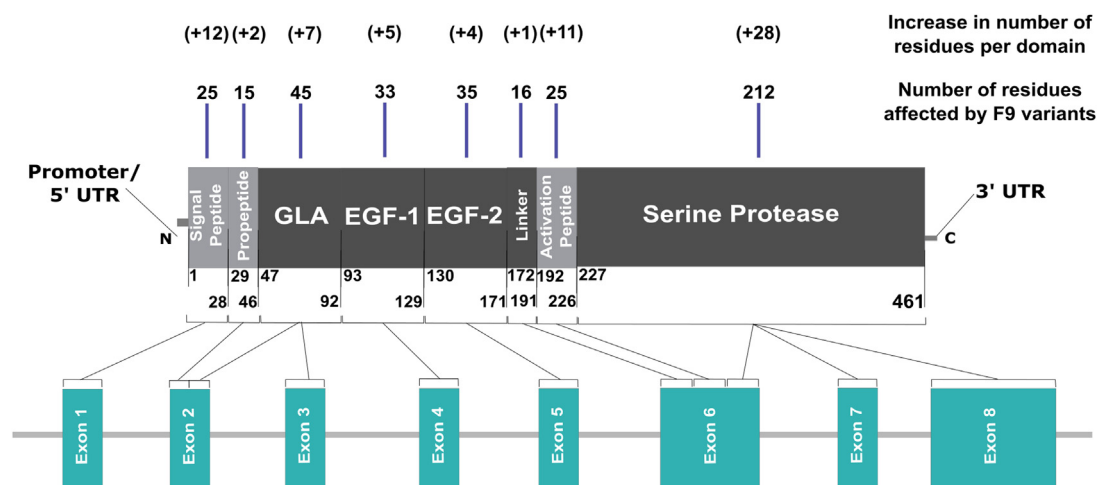 (+12) (+2) (+7) (+5) (+4) (+1) (+11) (+28)
Increase in number of
residues per domain
25 15 45 33 35 16 25 212
Number of residues
affected by F9 variants
Promoter/
5' UTR
N
Signal
Peptide
Propeptide
GLA
EGF-1
EGF-2
Linker
Activation
Peptide
Serine Protease
3' UTR
C
1 29 47 93 130 172 192 227
28 46 92 129 171 191 226 461
Exon 1
Exon 2
Exon 3
Exon 4
Exon 5
Exon 6
Exon 7
Exon 8